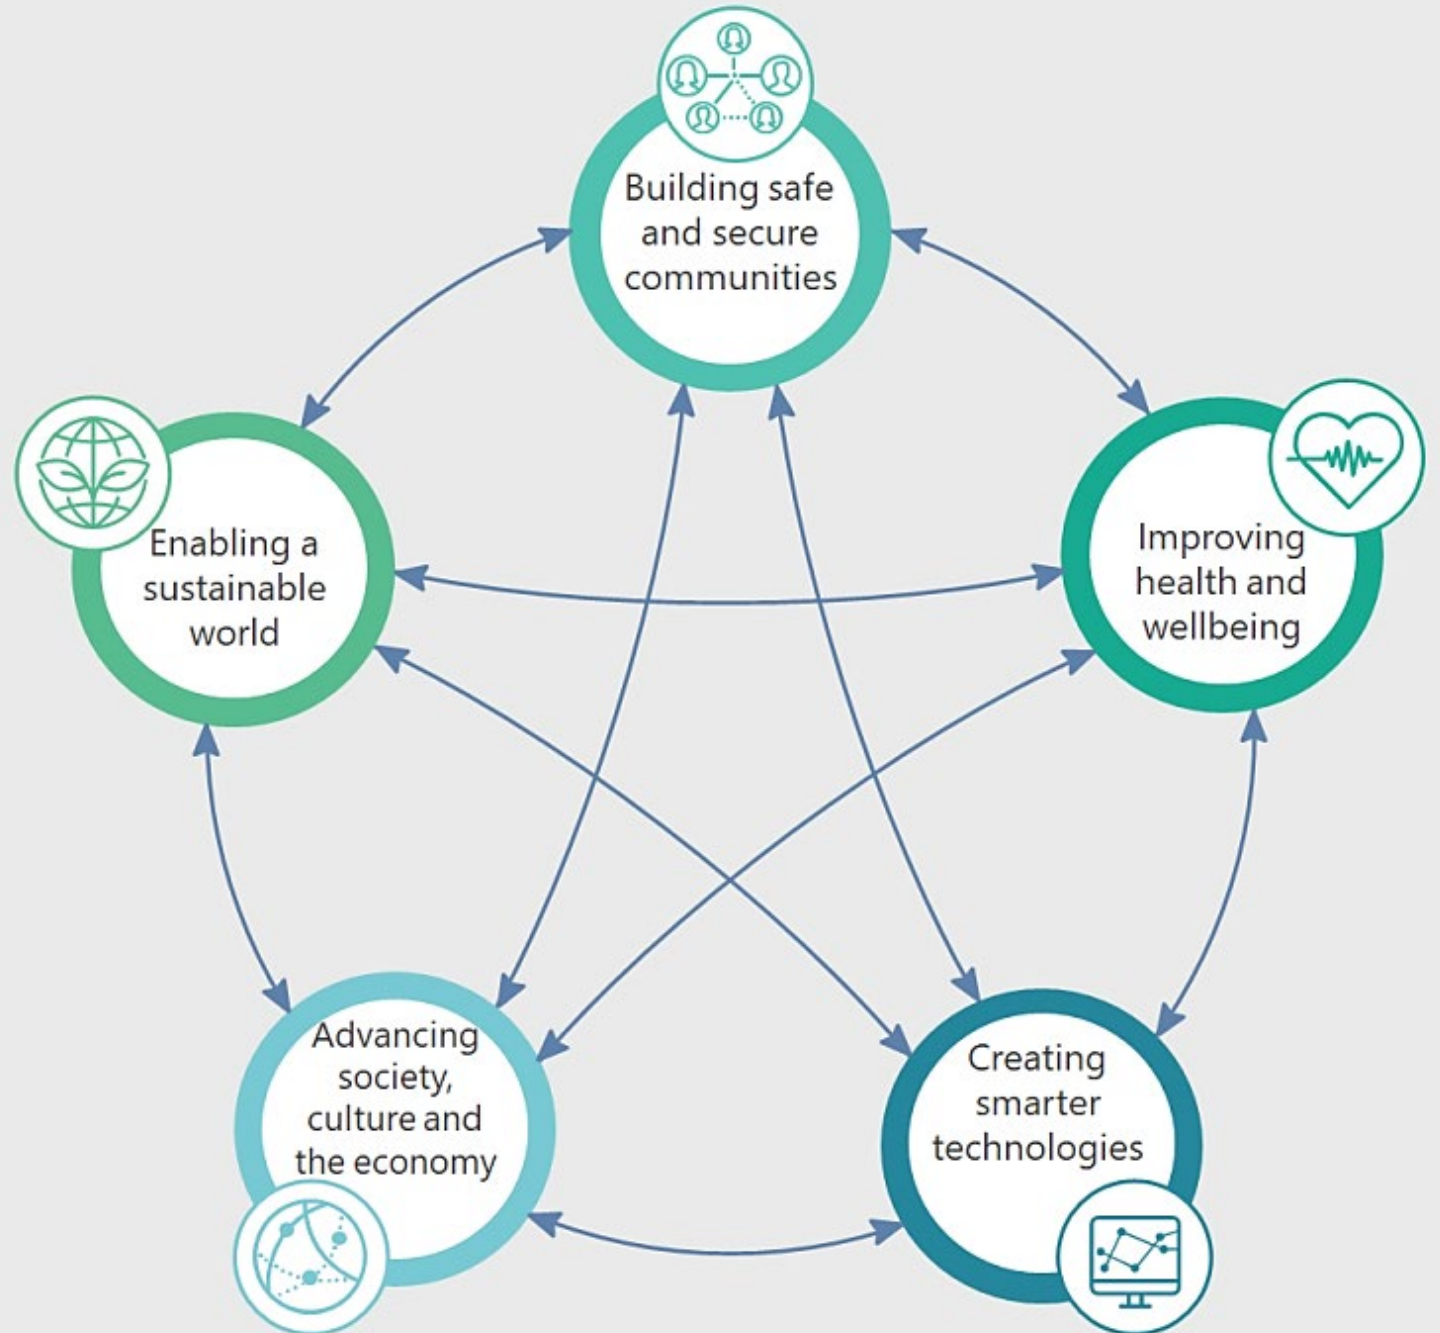 Building safe
and secure
communities
Enabling a
sustainable
world
Improving
health and
wellbeing
Advancing
society,
culture and
the economy
Creating
smarter
technologies